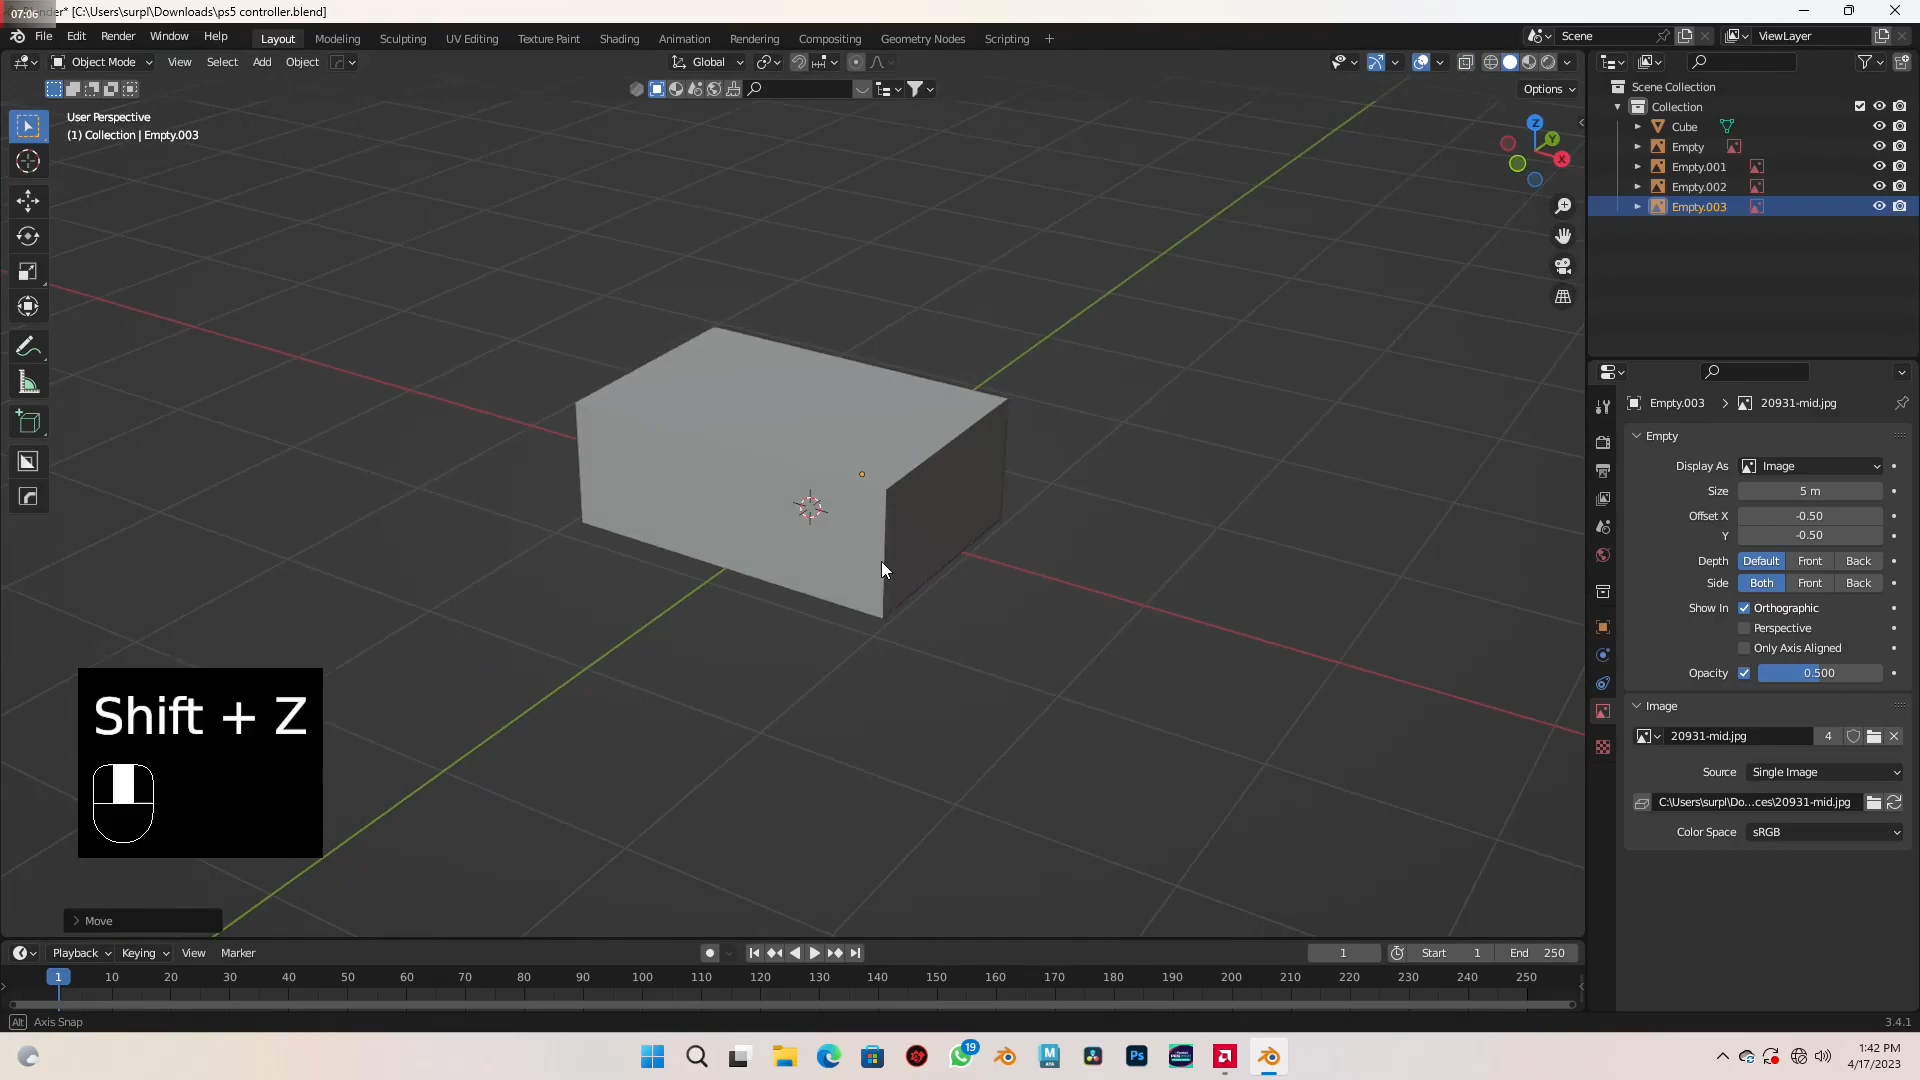 07:06
nder* [C:\Users\surpl\Downloads\ps5 controller.blend]
File Edit Render Window Help Layout Modeling Sculpting UV Editing Texture Paint Shading Animation Rendering Compositing Geometry Nodes Scripting + Scene ViewLayer
Object Mode View Select Add Object Global
Options
User Perspective
(1) Collection | Empty.003
Z
Y
X
Scene Collection
Collection
Cube
Empty
Empty.001
Empty.002
Empty.003
Empty.003 > 20931-mid.jpg
Empty
Display As Image
Size 5 m
Offset X -0.50
Y -0.50
Depth Default Front Back
Side Both Front Back
Show In Orthographic
Perspective
Only Axis Aligned
Opacity 0.500
Image
20931-mid.jpg 4
Source Single Image
C:\Users\surpl\Do...ces\20931-mid.jpg
Color Space sRGB
Shift + Z
Move
Playback Keying View Marker 1 Start 1 End 250
1 10 20 30 40 50 60 70 80 90 100 110 120 130 140 150 160 170 180 190 200 210 220 230 240 250
Alt Axis Snap 3.4.1
19
M
AYA
Ps
1:42 PM
4/17/2023